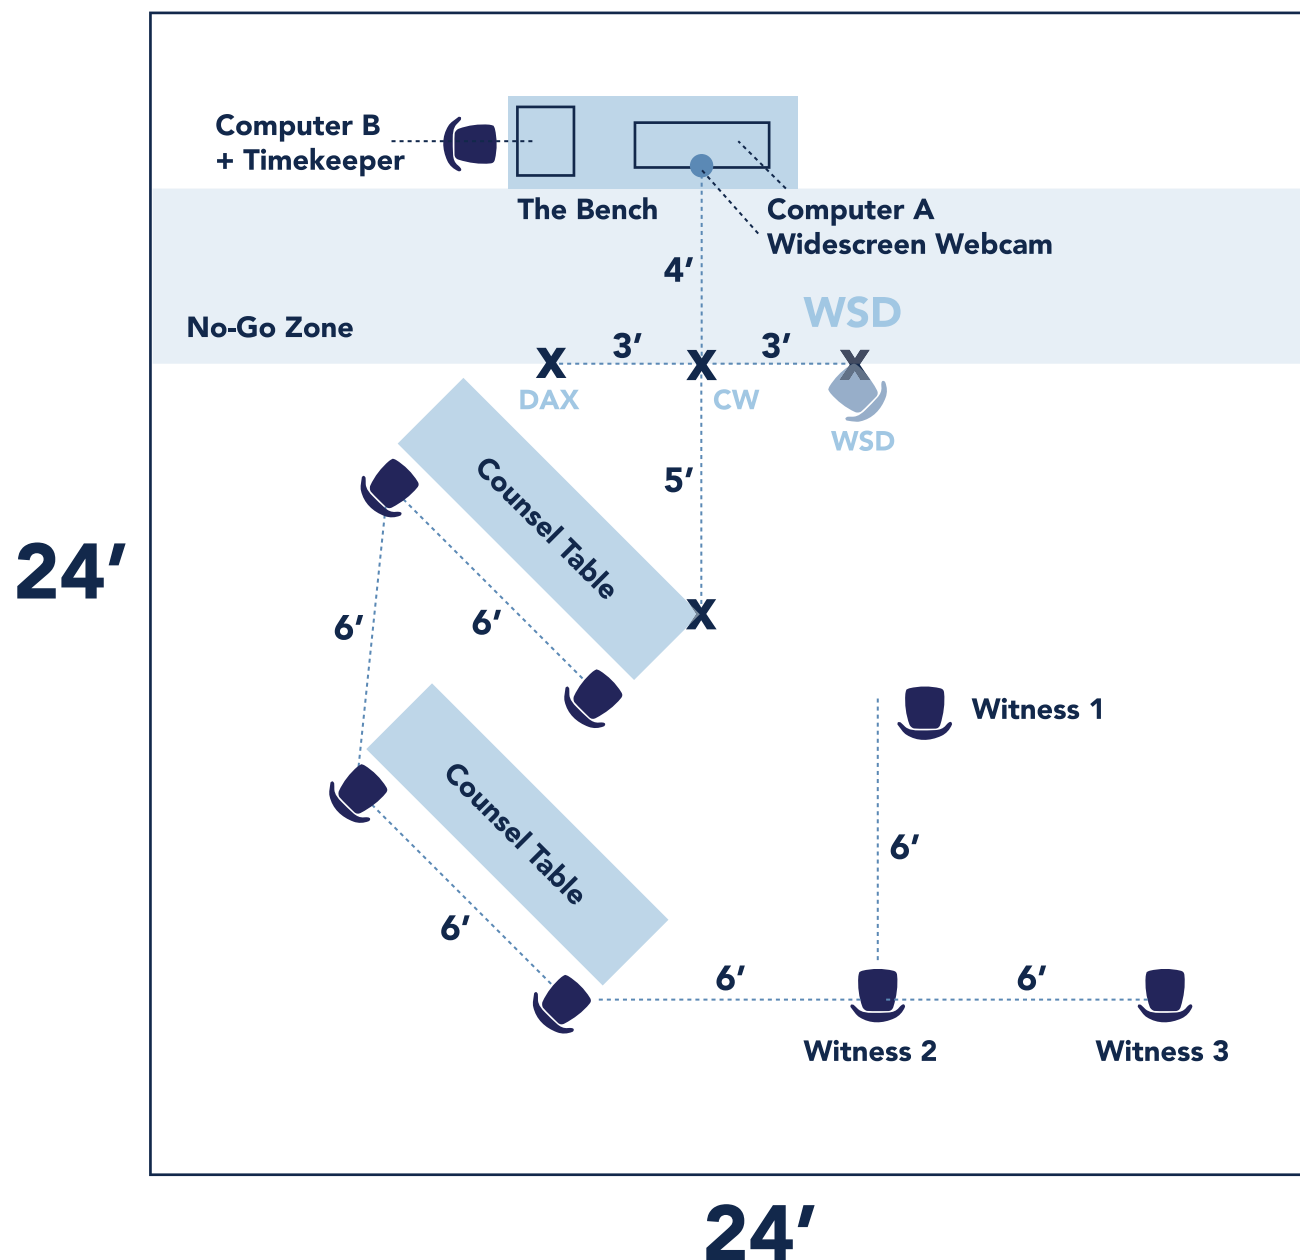 Computer B
+ Timekeeper
The Bench
Computer A
Widescreen Webcam
4’
WSD
No-Go Zone
3’
3’
X
X
X
DAX
CW
WSD
Counsel Table
5’
24’
X
6’
6’
Witness 1
Counsel Table
6’
6’
6’
6’
Witness 2
Witness 3
24’